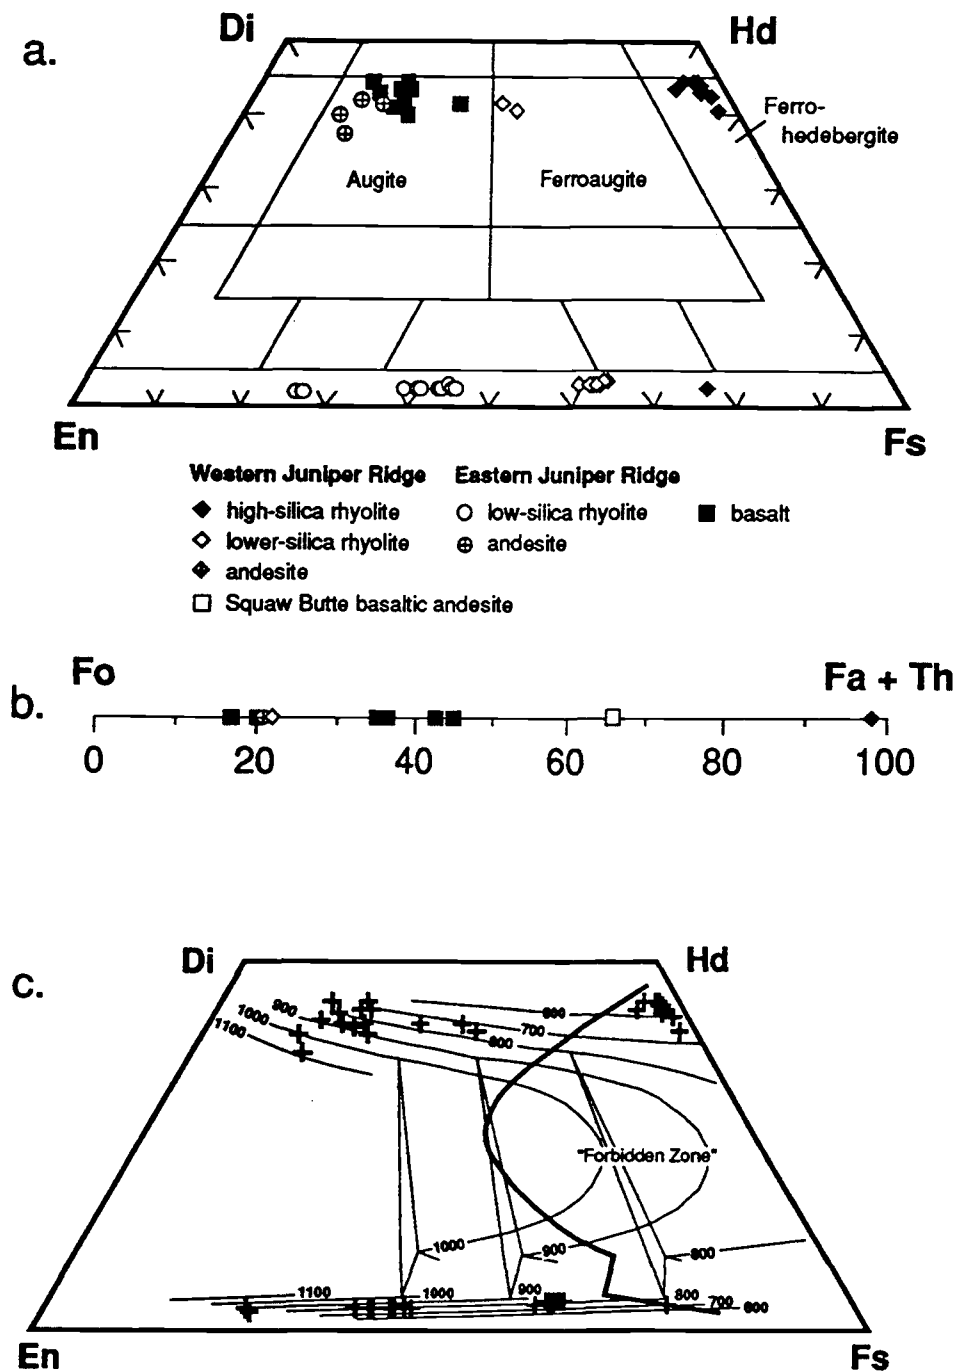 a.
Di
Hd
Ferro-
hedebergite
Augite
Ferroaugite
En
Fs
Western Juniper Ridge
Eastern Juniper Ridge
high-silica rhyolite
low-silica rhyolite
basalt
lower-silica rhyolite
andesite
andesite
Squaw Butte basaltic andesite
b.
Fo
Fa + Th
0
20
40
60
80
100
c.
Di
Hd
900
1000
1100
600
700
800
"Forbidden Zone"
1000
900
800
1100
1000
900
800
700
600
En
Fs